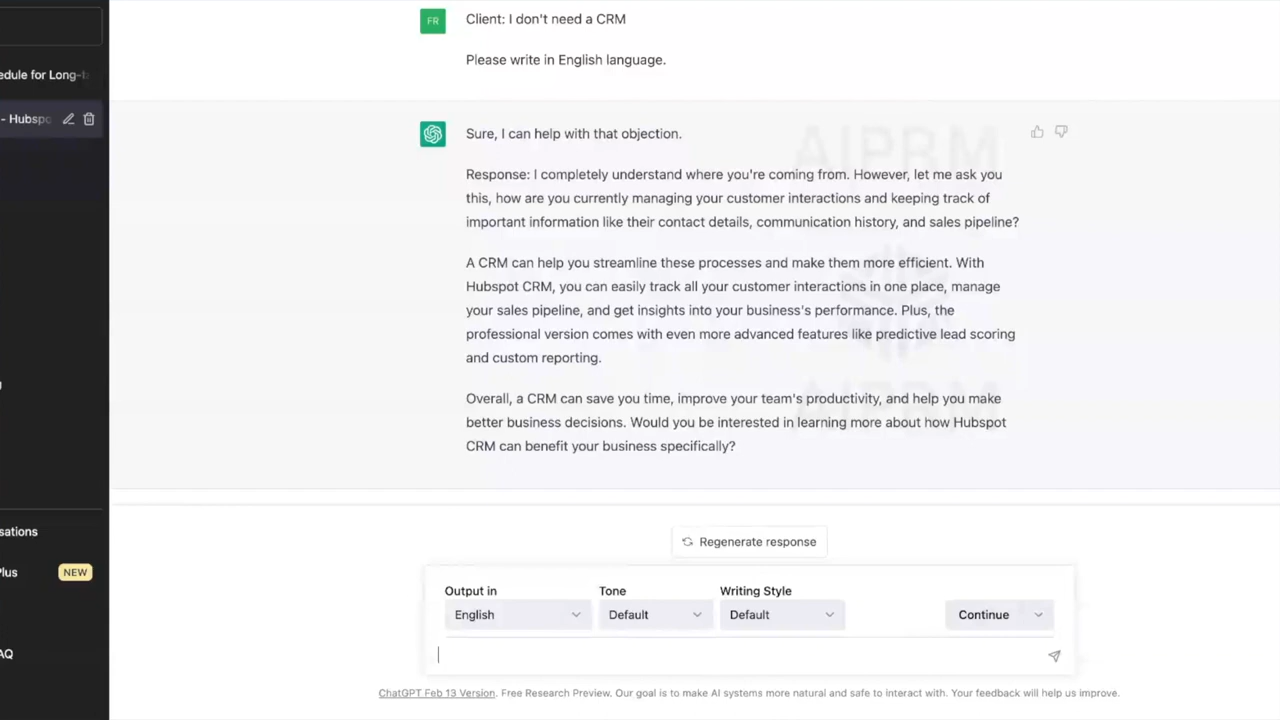 FR
Client: I don't need a CRM
Please write in English language.
edule for Long-t
- Hubspo
Sure, I can help with that objection.
AIPRM
Response: I completely understand where you're coming from. However, let me ask you
this, how are you currently managing your customer interactions and keeping track of
important information like their contact details, communication history, and sales pipeline?
A CRM can help you streamline these processes and make them more efficient. With
Hubspot CRM, you can easily track all your customer interactions in one place, manage
your sales pipeline, and get insights into your business's performance. Plus, the
professional version comes with even more advanced features like predictive lead scoring
and custom reporting.
AIPRM
Overall, a CRM can save you time, improve your team's productivity, and help you make
better business decisions. Would you be interested in learning more about how Hubspot
CRM can benefit your business specifically?
sations
Plus NEW
AQ
Regenerate response
Output in Tone Writing Style
English Default Default Continue
ChatGPT Feb 13 Version. Free Research Preview. Our goal is to make AI systems more natural and safe to interact with. Your feedback will help us improve.